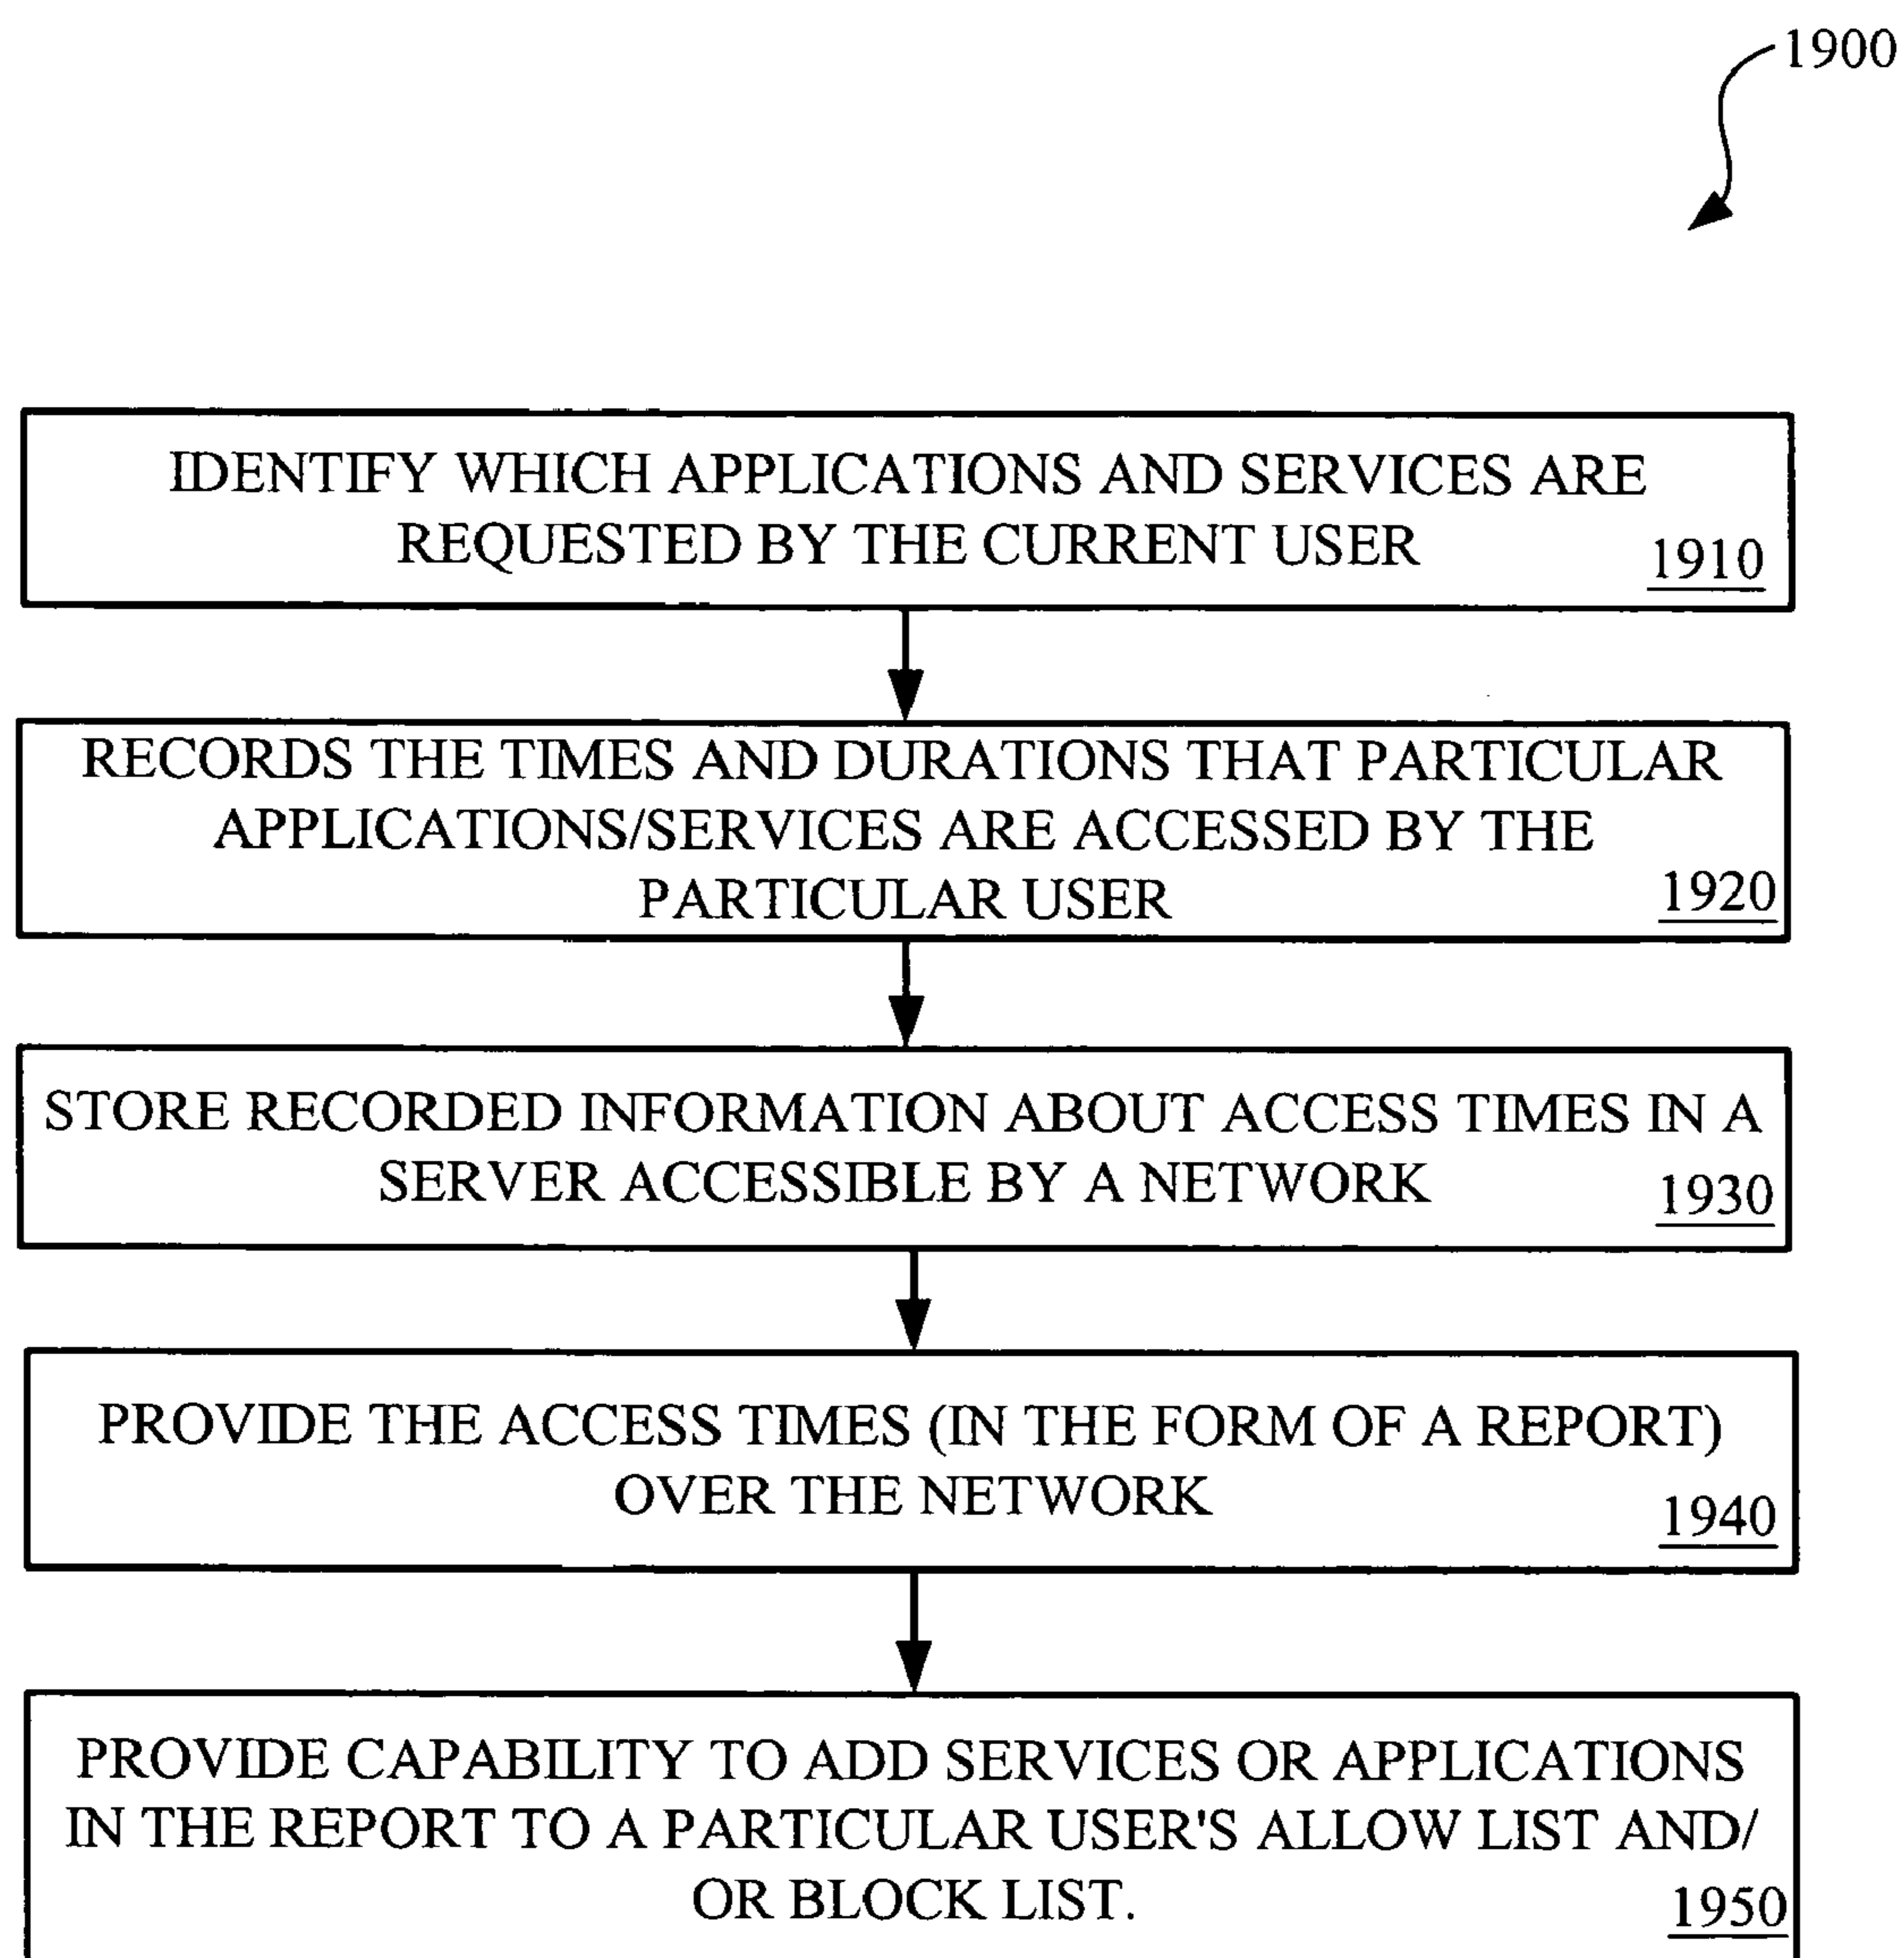 1900
IDENTIFY WHICH APPLICATIONS AND SERVICES ARE
REQUESTED BY THE CURRENT USER
1910
RECORDS THE TIMES AND DURATIONS THAT PARTICULAR
APPLICATIONS/SERVICES ARE ACCESSED BY THE
PARTICULAR USER
1920
STORE RECORDED INFORMATION ABOUT ACCESS TIMES IN A
SERVER ACCESSIBLE BY A NETWORK
1930
PROVIDE THE ACCESS TIMES (IN THE FORM OF A REPORT)
OVER THE NETWORK
1940
PROVIDE CAPABILITY TO ADD SERVICES OR APPLICATIONS
IN THE REPORT TO A PARTICULAR USER'S ALLOW LIST AND/
OR BLOCK LIST.
1950